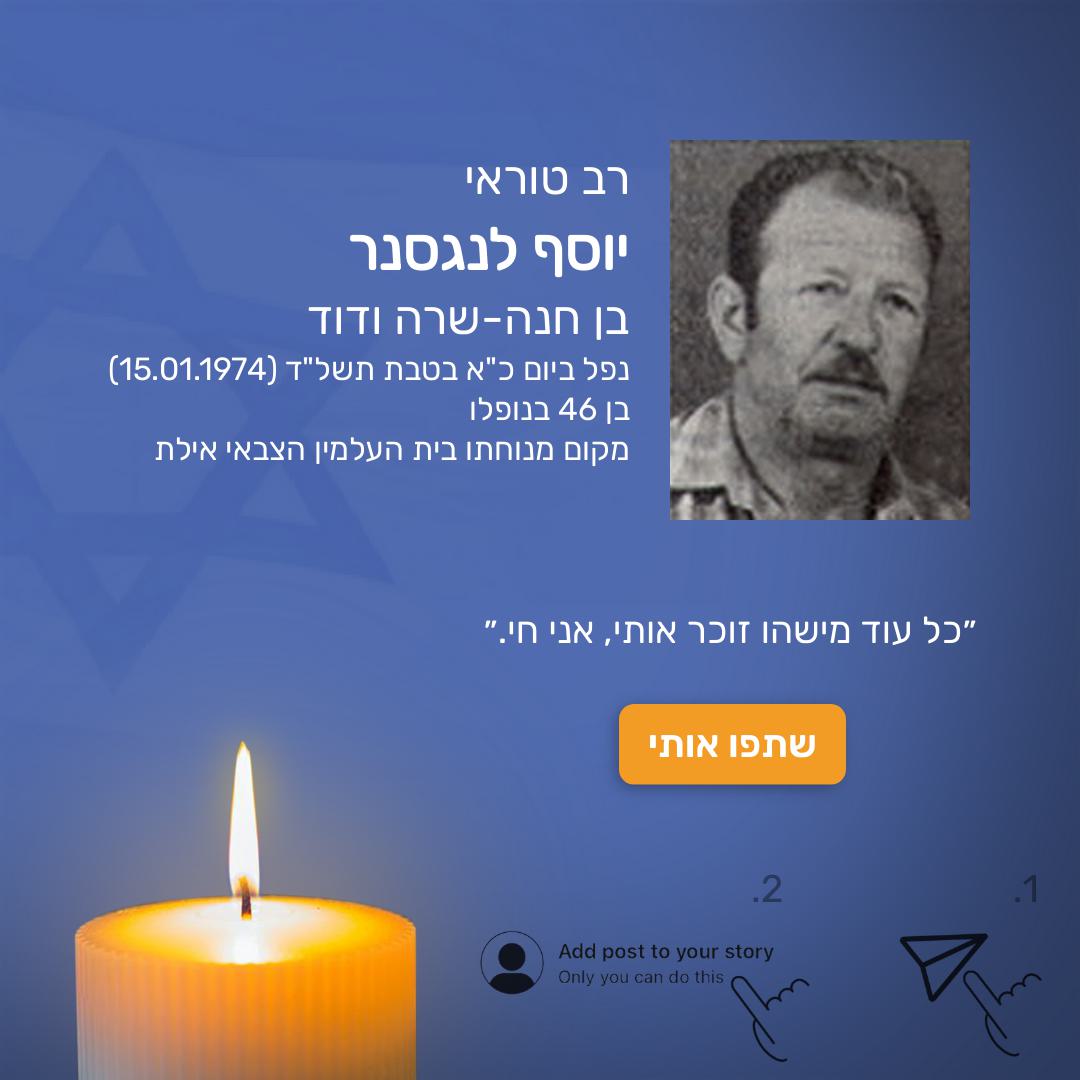 רב טוראי
יוסף לנגסנר
בן חנה-שרה ודוד
נפל ביום כ"א בטבת תשל"ד (15.01.1974)
בן 46 בנופלו
מקום מנוחתו בית העלמין הצבאי אילת
״כל עוד מישהו זוכר אותי, אני חי.״
שתפו אותי
1.
2.
Add post to your story
Only you can do this